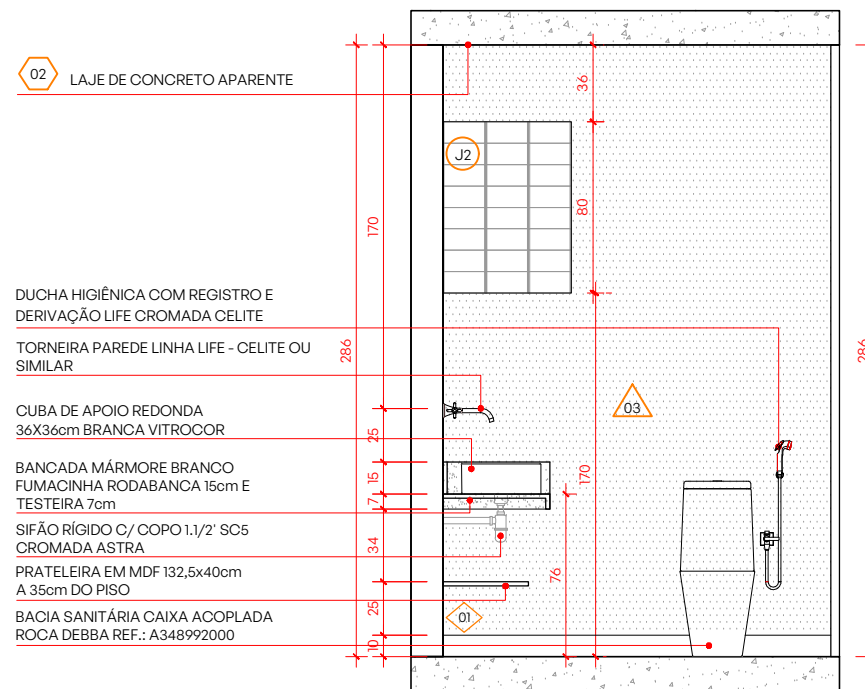 02
LAJE DE CONCRETO APARENTE
DUCHA HIGIÊNICA COM REGISTRO E
DERIVAÇÃO LIFE CROMADA CELITE
TORNEIRA PAREDE LINHA LIFE - CELITE OU
SIMILAR
CUBA DE APOIO REDONDA
36X36cm BRANCA VITROCOR
BANCADA MÁRMORE BRANCO
FUMACINHA RODABANCA 15cm E
TESTEIRA 7cm
SIFÃO RÍGIDO C/ COPO 1.1/2' SC5
CROMADA ASTRA
PRATELEIRA EM MDF 132,5x40cm
A 35cm DO PISO
BACIA SANITÁRIA CAIXA ACOPLADA
ROCA DEBBA REF.: A348992000
286
170
25
15
7
34
25
10
J2
36
80
170
76
01
03
286